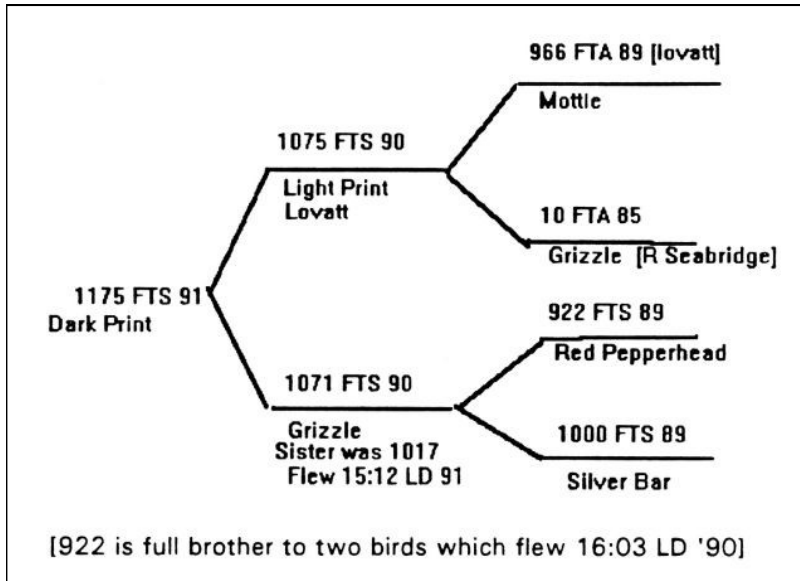 966 FTA 89 [lovatt]
Mottle
1075 FTS 90
Light Print
Lovatt
10 FTA 85
Grizzle [R Seabridge]
1175 FTS 91
Dark Print
922 FTS 89
Red Pepperhead
1071 FTS 90
Grizzle
Sister was 1017
Flew 15:12 LD 91
1000 FTS 89
Silver Bar
[922 is full brother to two birds which flew 16:03 LD '90]